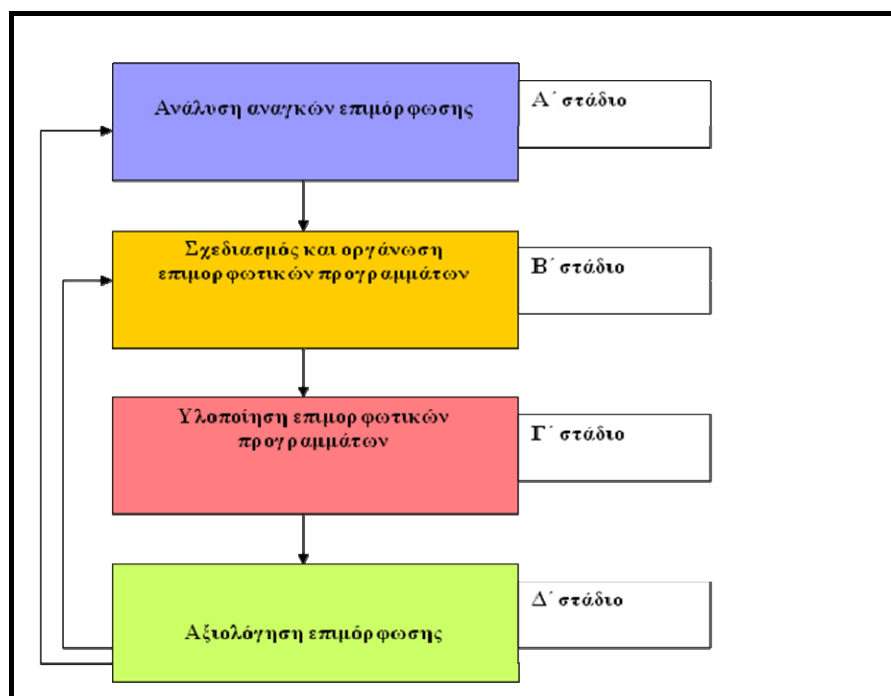 Ανάλυση αναγκών επιμόρφωσης
Α΄ στάδιο
Σχεδιασμός και οργάνωση
επιμορφωτικών προγραμμάτων
Β΄ στάδιο
Υλοποίηση επιμορφωτικών
προγραμμάτων
Γ΄ στάδιο
Αξιολόγηση επιμόρφωσης
Δ΄ στάδιο